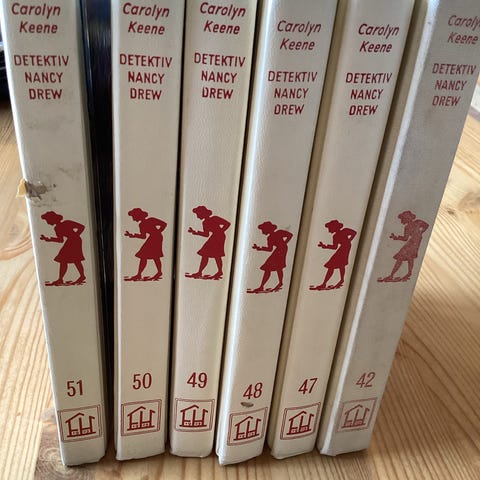 Carolyn
Keene
DETEKTIV
NANCY
DREW
51
Carolyn
Keene
DETEKTIV
NANCY
DREW
50
Carolyn
Keene
DETEKTIV
NANCY
DREW
49
Carolyn
Keene
DETEKTIV
NANCY
DREW
48
Carolyn
Keene
DETEKTIV
NANCY
DREW
47
Carolyn
Keene
DETEKTIV
NANCY
DREW
42